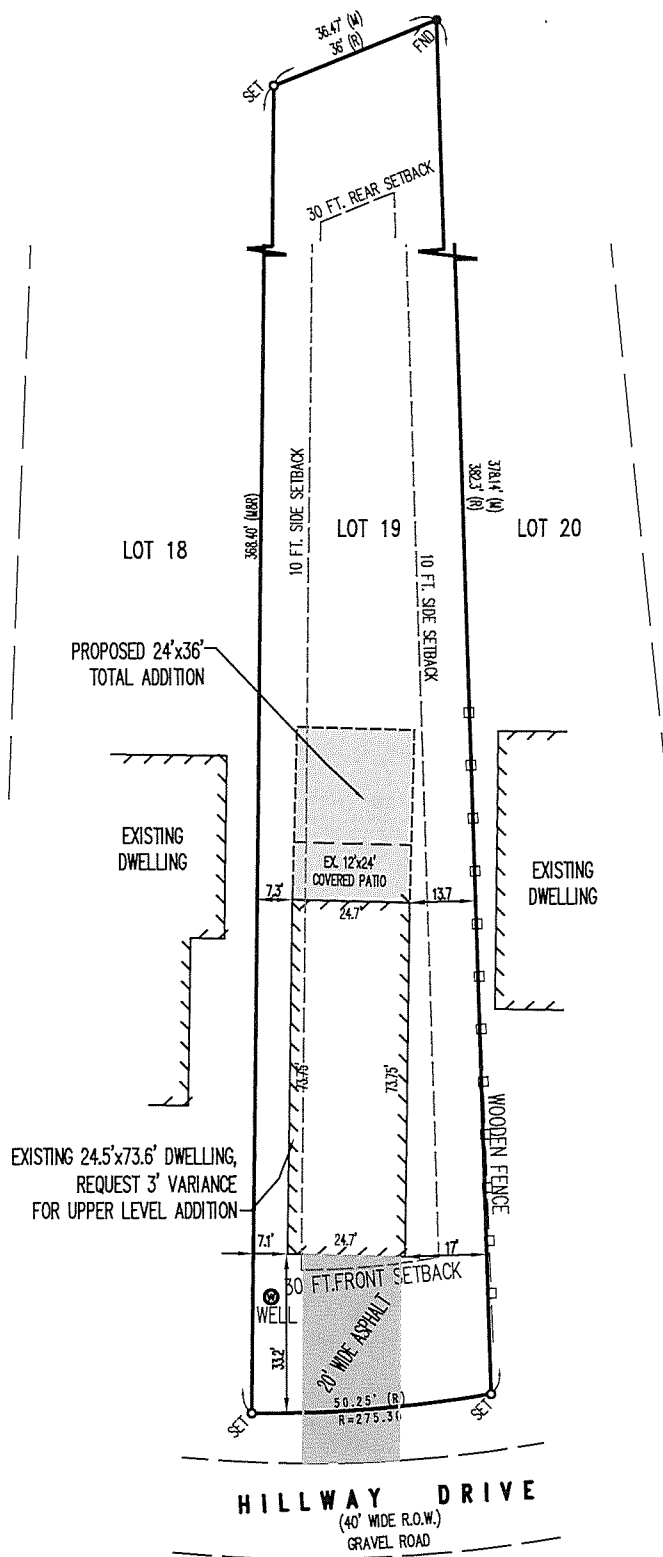 36.47' (M)
36' (R)
FND
SET
30 FT. REAR SETBACK
10 FT. SIDE SETBACK
368.40' (M&R)
378.14' (M)
382.3' (R)
LOT 18
LOT 19
LOT 20
10 FT. SIDE SETBACK
PROPOSED 24'x36'
TOTAL ADDITION
EXISTING
DWELLING
EX. 12'x24'
COVERED PATIO
EXISTING
DWELLING
7.3'
24.7'
13.7
73.75'
73.75'
WOODEN FENCE
EXISTING 24.5'x73.6' DWELLING,
REQUEST 3' VARIANCE
FOR UPPER LEVEL ADDITION
7.1'
24.7'
17'
30 FT.FRONT SETBACK
W
WELL
33.2'
20' WIDE ASPHALT
50.25' (R)
R=275.30
SET
SET
HILLWAY DRIVE
(40' WIDE R.O.W.)
GRAVEL ROAD